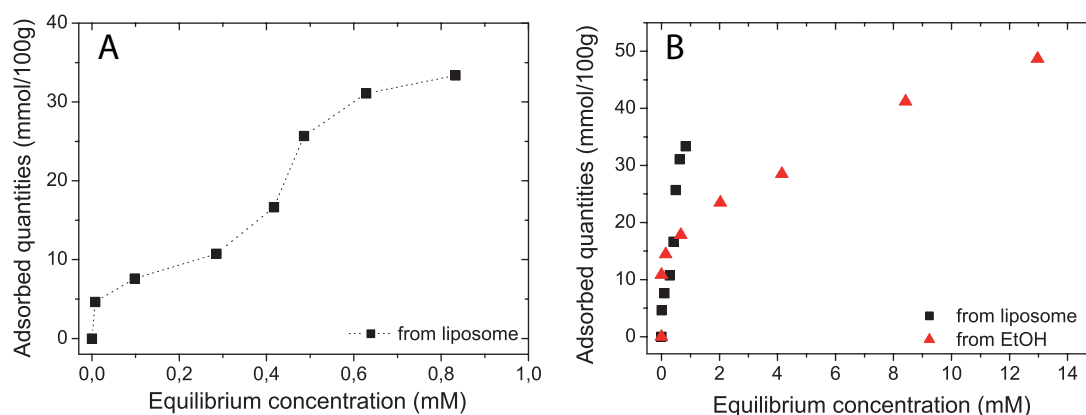 A
Adsorbed quantities (mmol/100g)
40
30
20
10
0
0,0 0,2 0,4 0,6 0,8 1,0
Equilibrium concentration (mM)
from liposome
B
Adsorbed quantities (mmol/100g)
50
40
30
20
10
0
0 2 4 6 8 10 12 14
Equilibrium concentration (mM)
from liposome
from EtOH